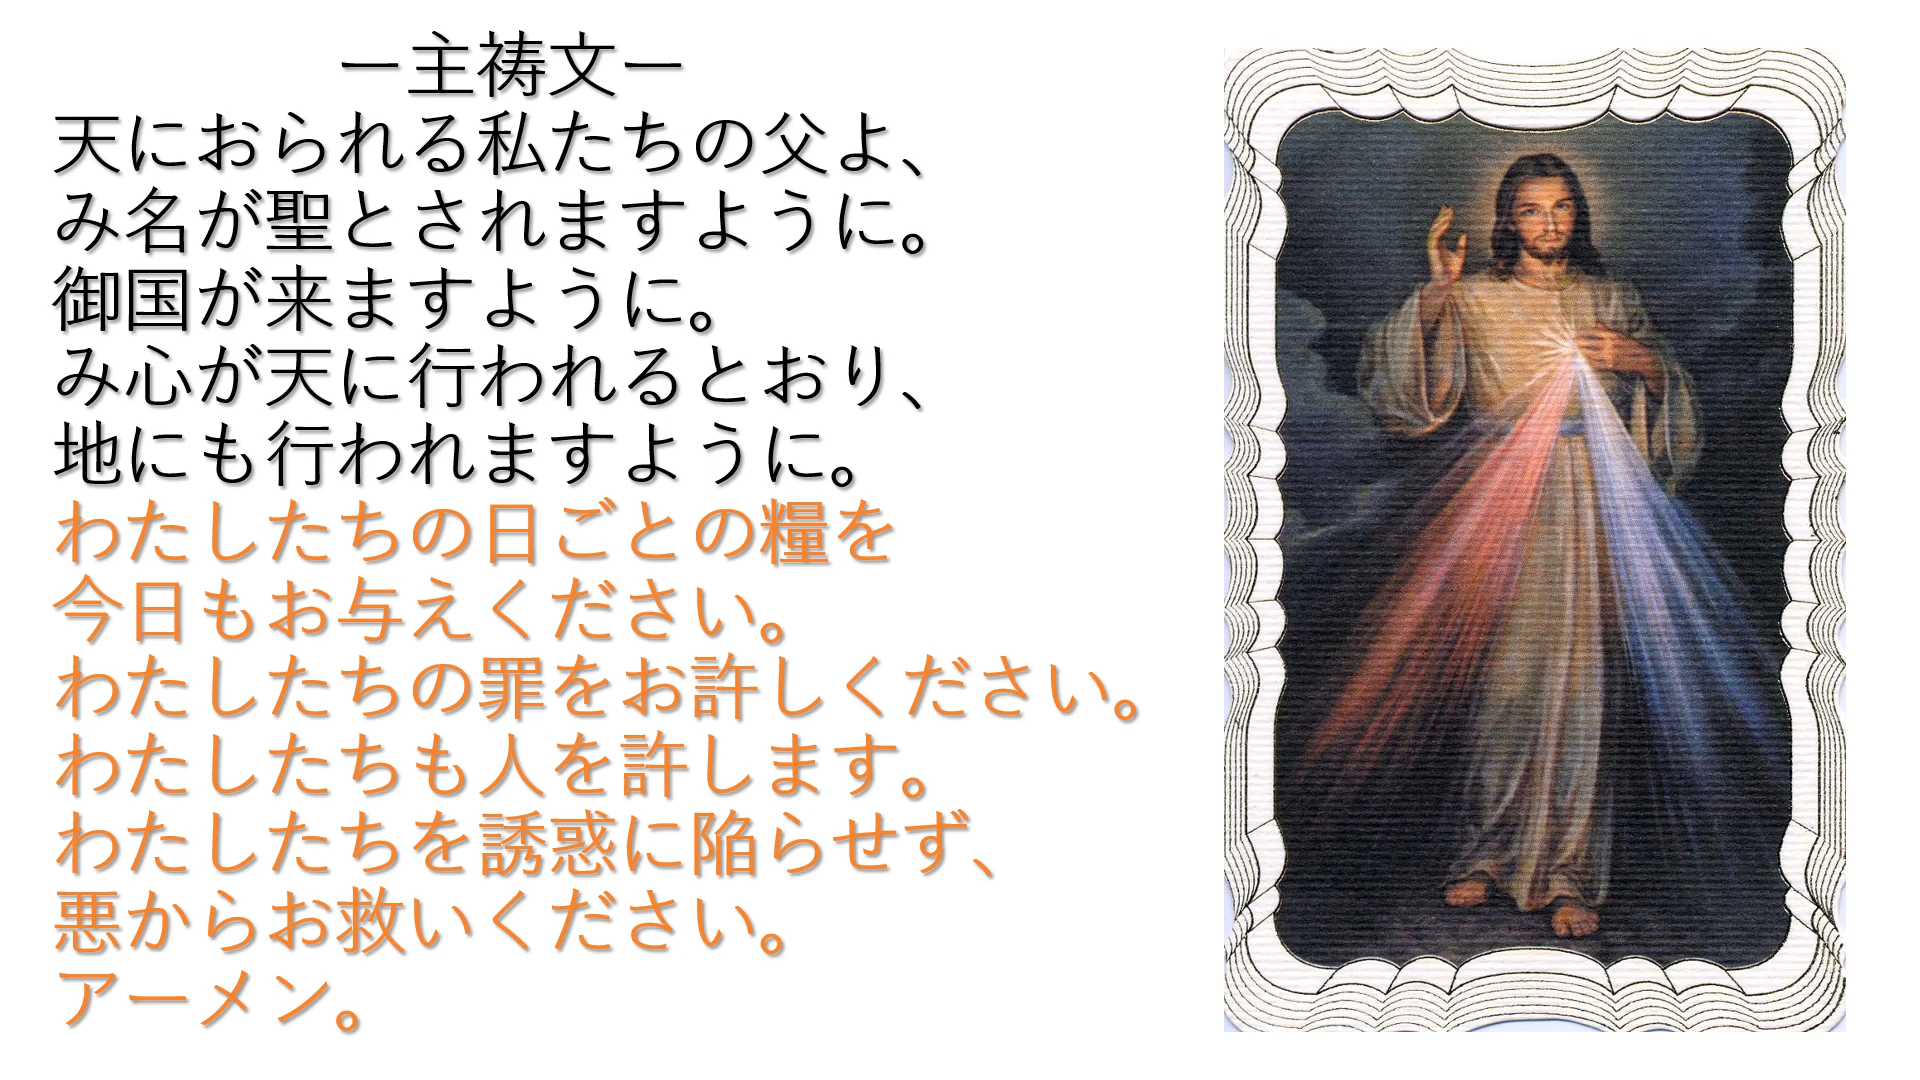 ー主祷文ー
天におられる私たちの父よ、
み名が聖とされますように。
御国が来ますように。
み心が天に行われるとおり、
地にも行われますように。
わたしたちの日ごとの糧を
今日もお与えください。
わたしたちの罪をお許しください。
わたしたちも人を許します。
わたしたちを誘惑に陥らせず、
悪からお救いください。
アーメン。